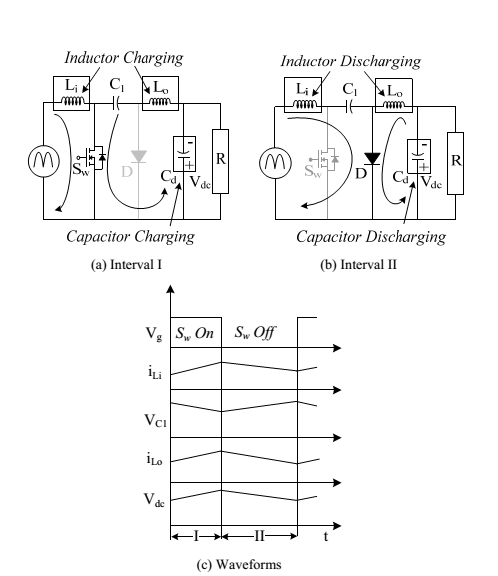 Inductor Charging
Li C1 Lo
Sw D Cd - + Vdc R
Capacitor Charging
(a) Interval I
Inductor Discharging
Li C1 Lo
Sw D Cd - + Vdc R
Capacitor Discharging
(b) Interval II
Vg Sw On Sw Off
iLi
VC1
iLo
Vdc
I II t
(c) Waveforms